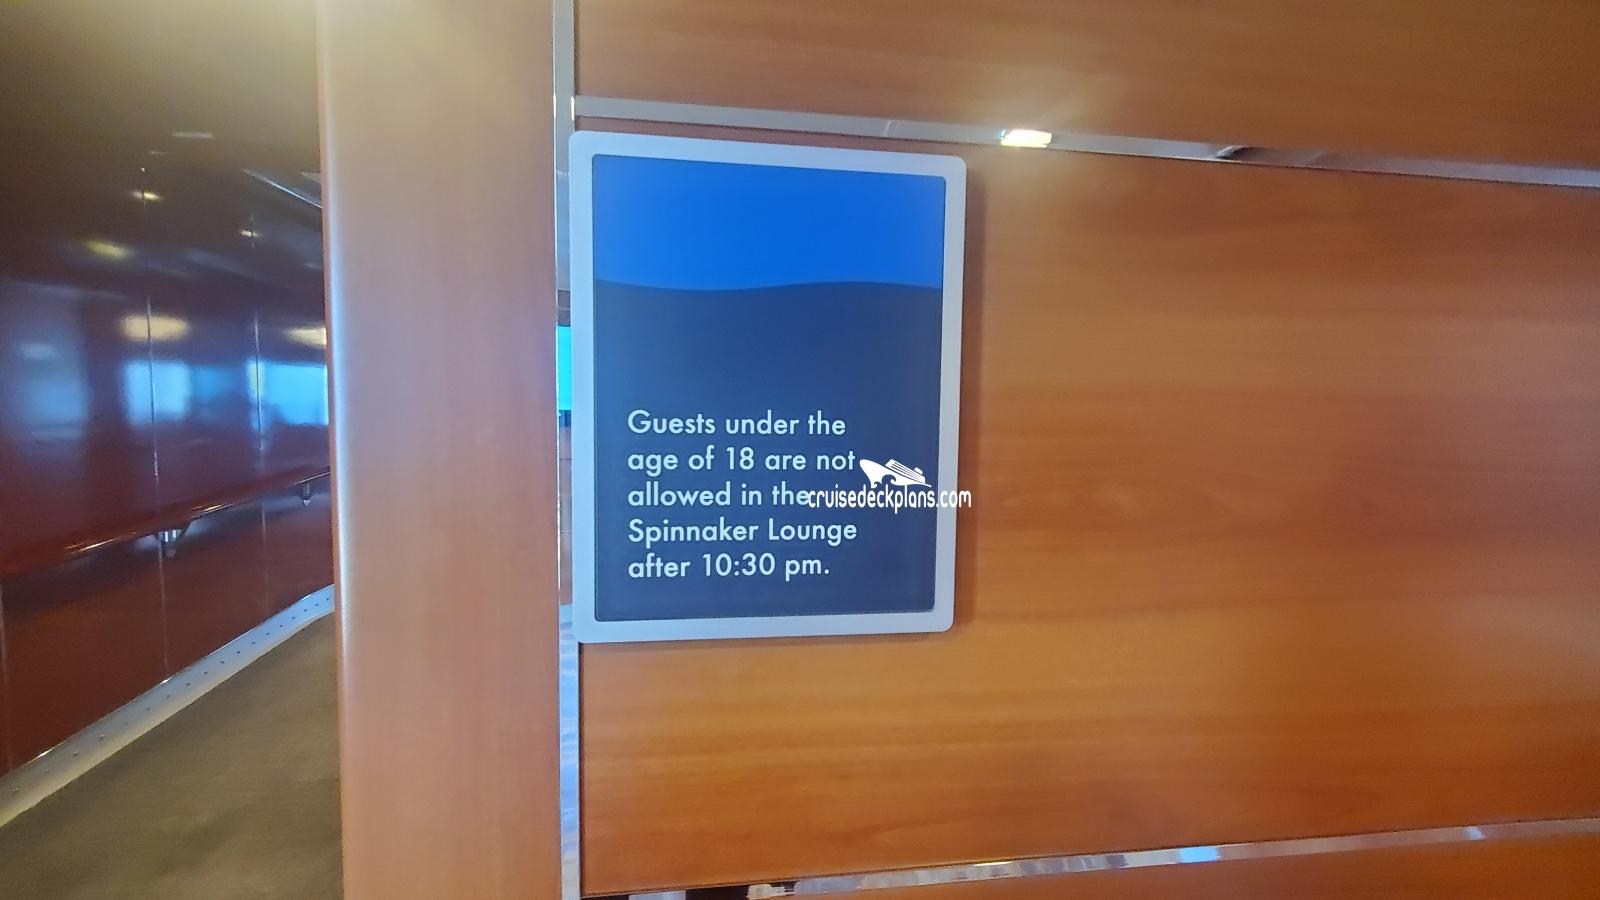 Guests under the
age of 18 are not
allowed in the
Spinnaker Lounge
after 10:30 pm.
cruisedeckplans.com